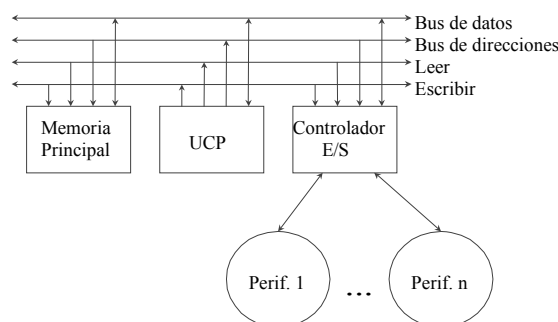 Bus de datos
Bus de direcciones
Leer
Escribir
Memoria
Principal
UCP
Controlador
E/S
Perif. 1
...
Perif. n